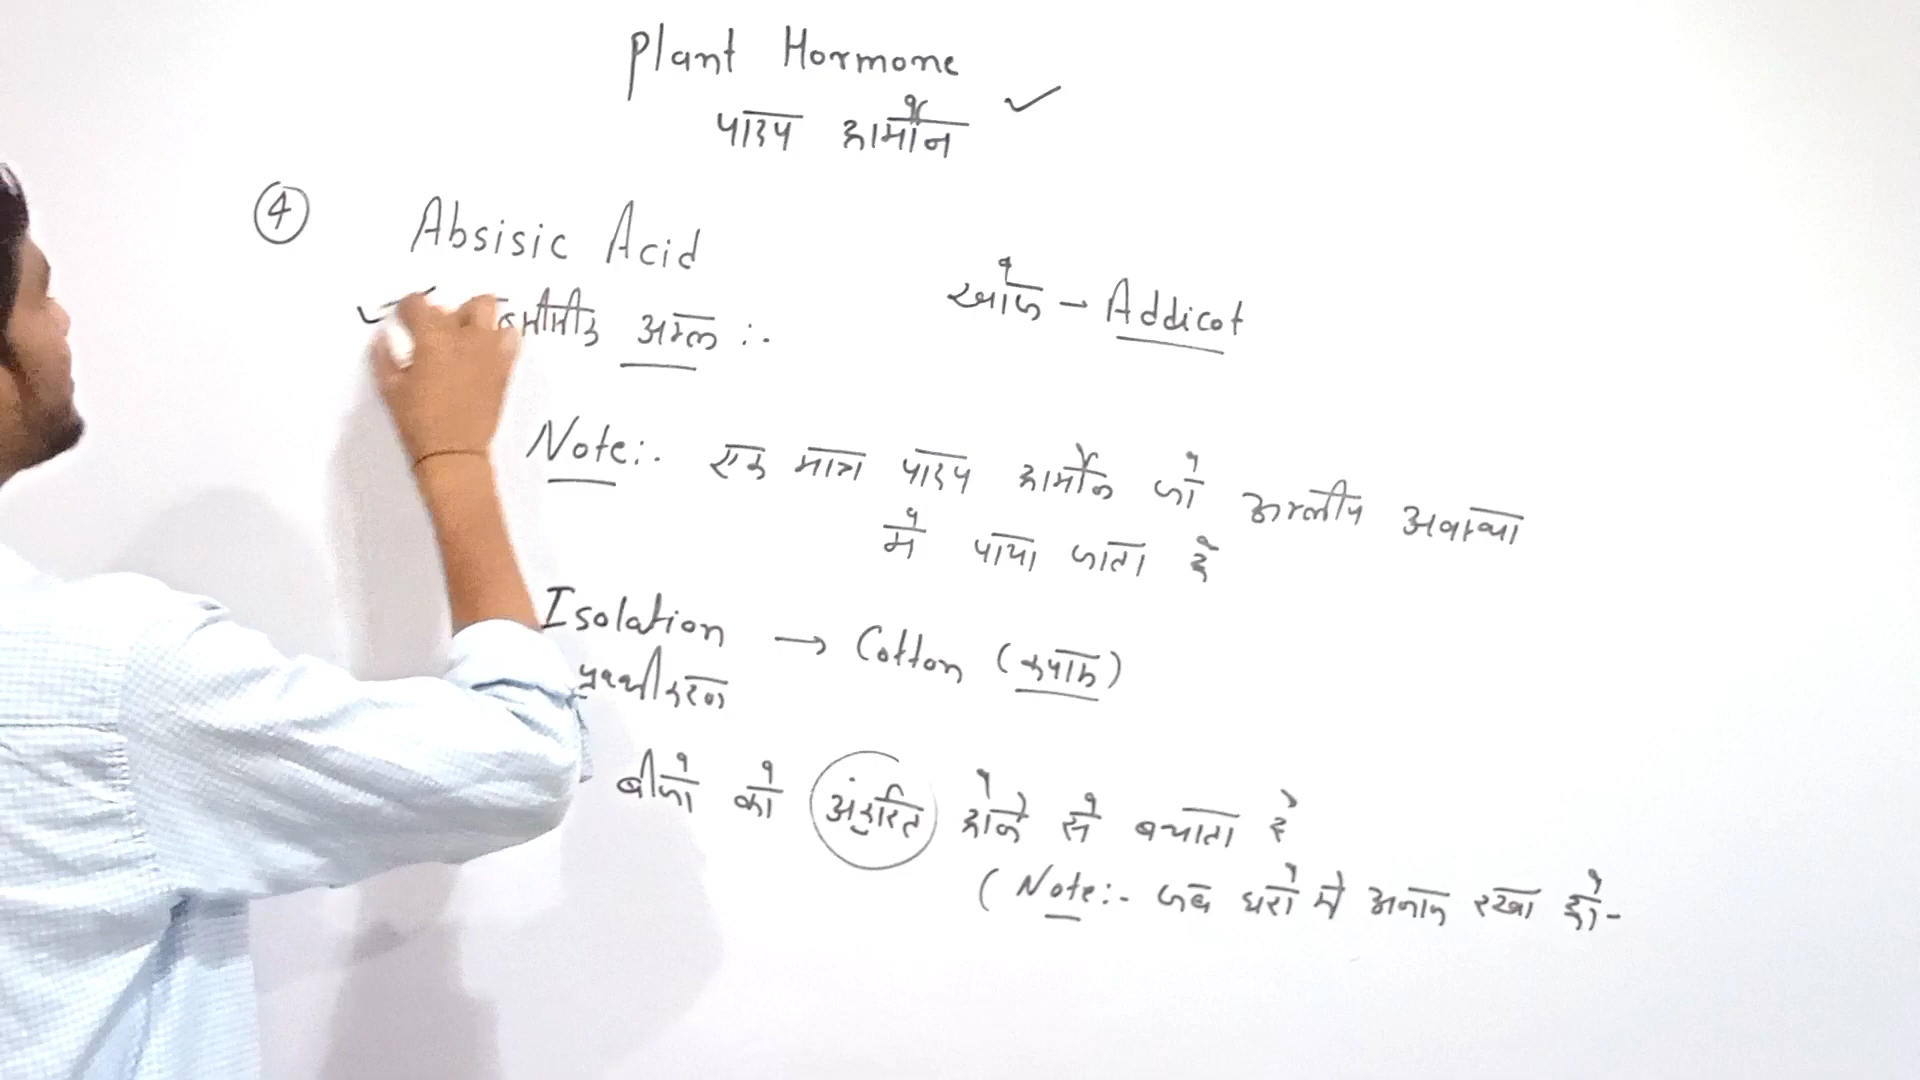 Plant Hormone
पादप हार्मोन
④ Absisic Acid
अम्ल :-
खोज - Addicot
Note:- एक मात्र पादप हार्मोन जो अम्लीय अवस्था
में पाया जाता है
Isolation → Cotton (कपास)
पृथ्थीकरण
बीजों को अंकुरित होने से बचाता है
(Note:- जब घरों में अनाज रखा हो-